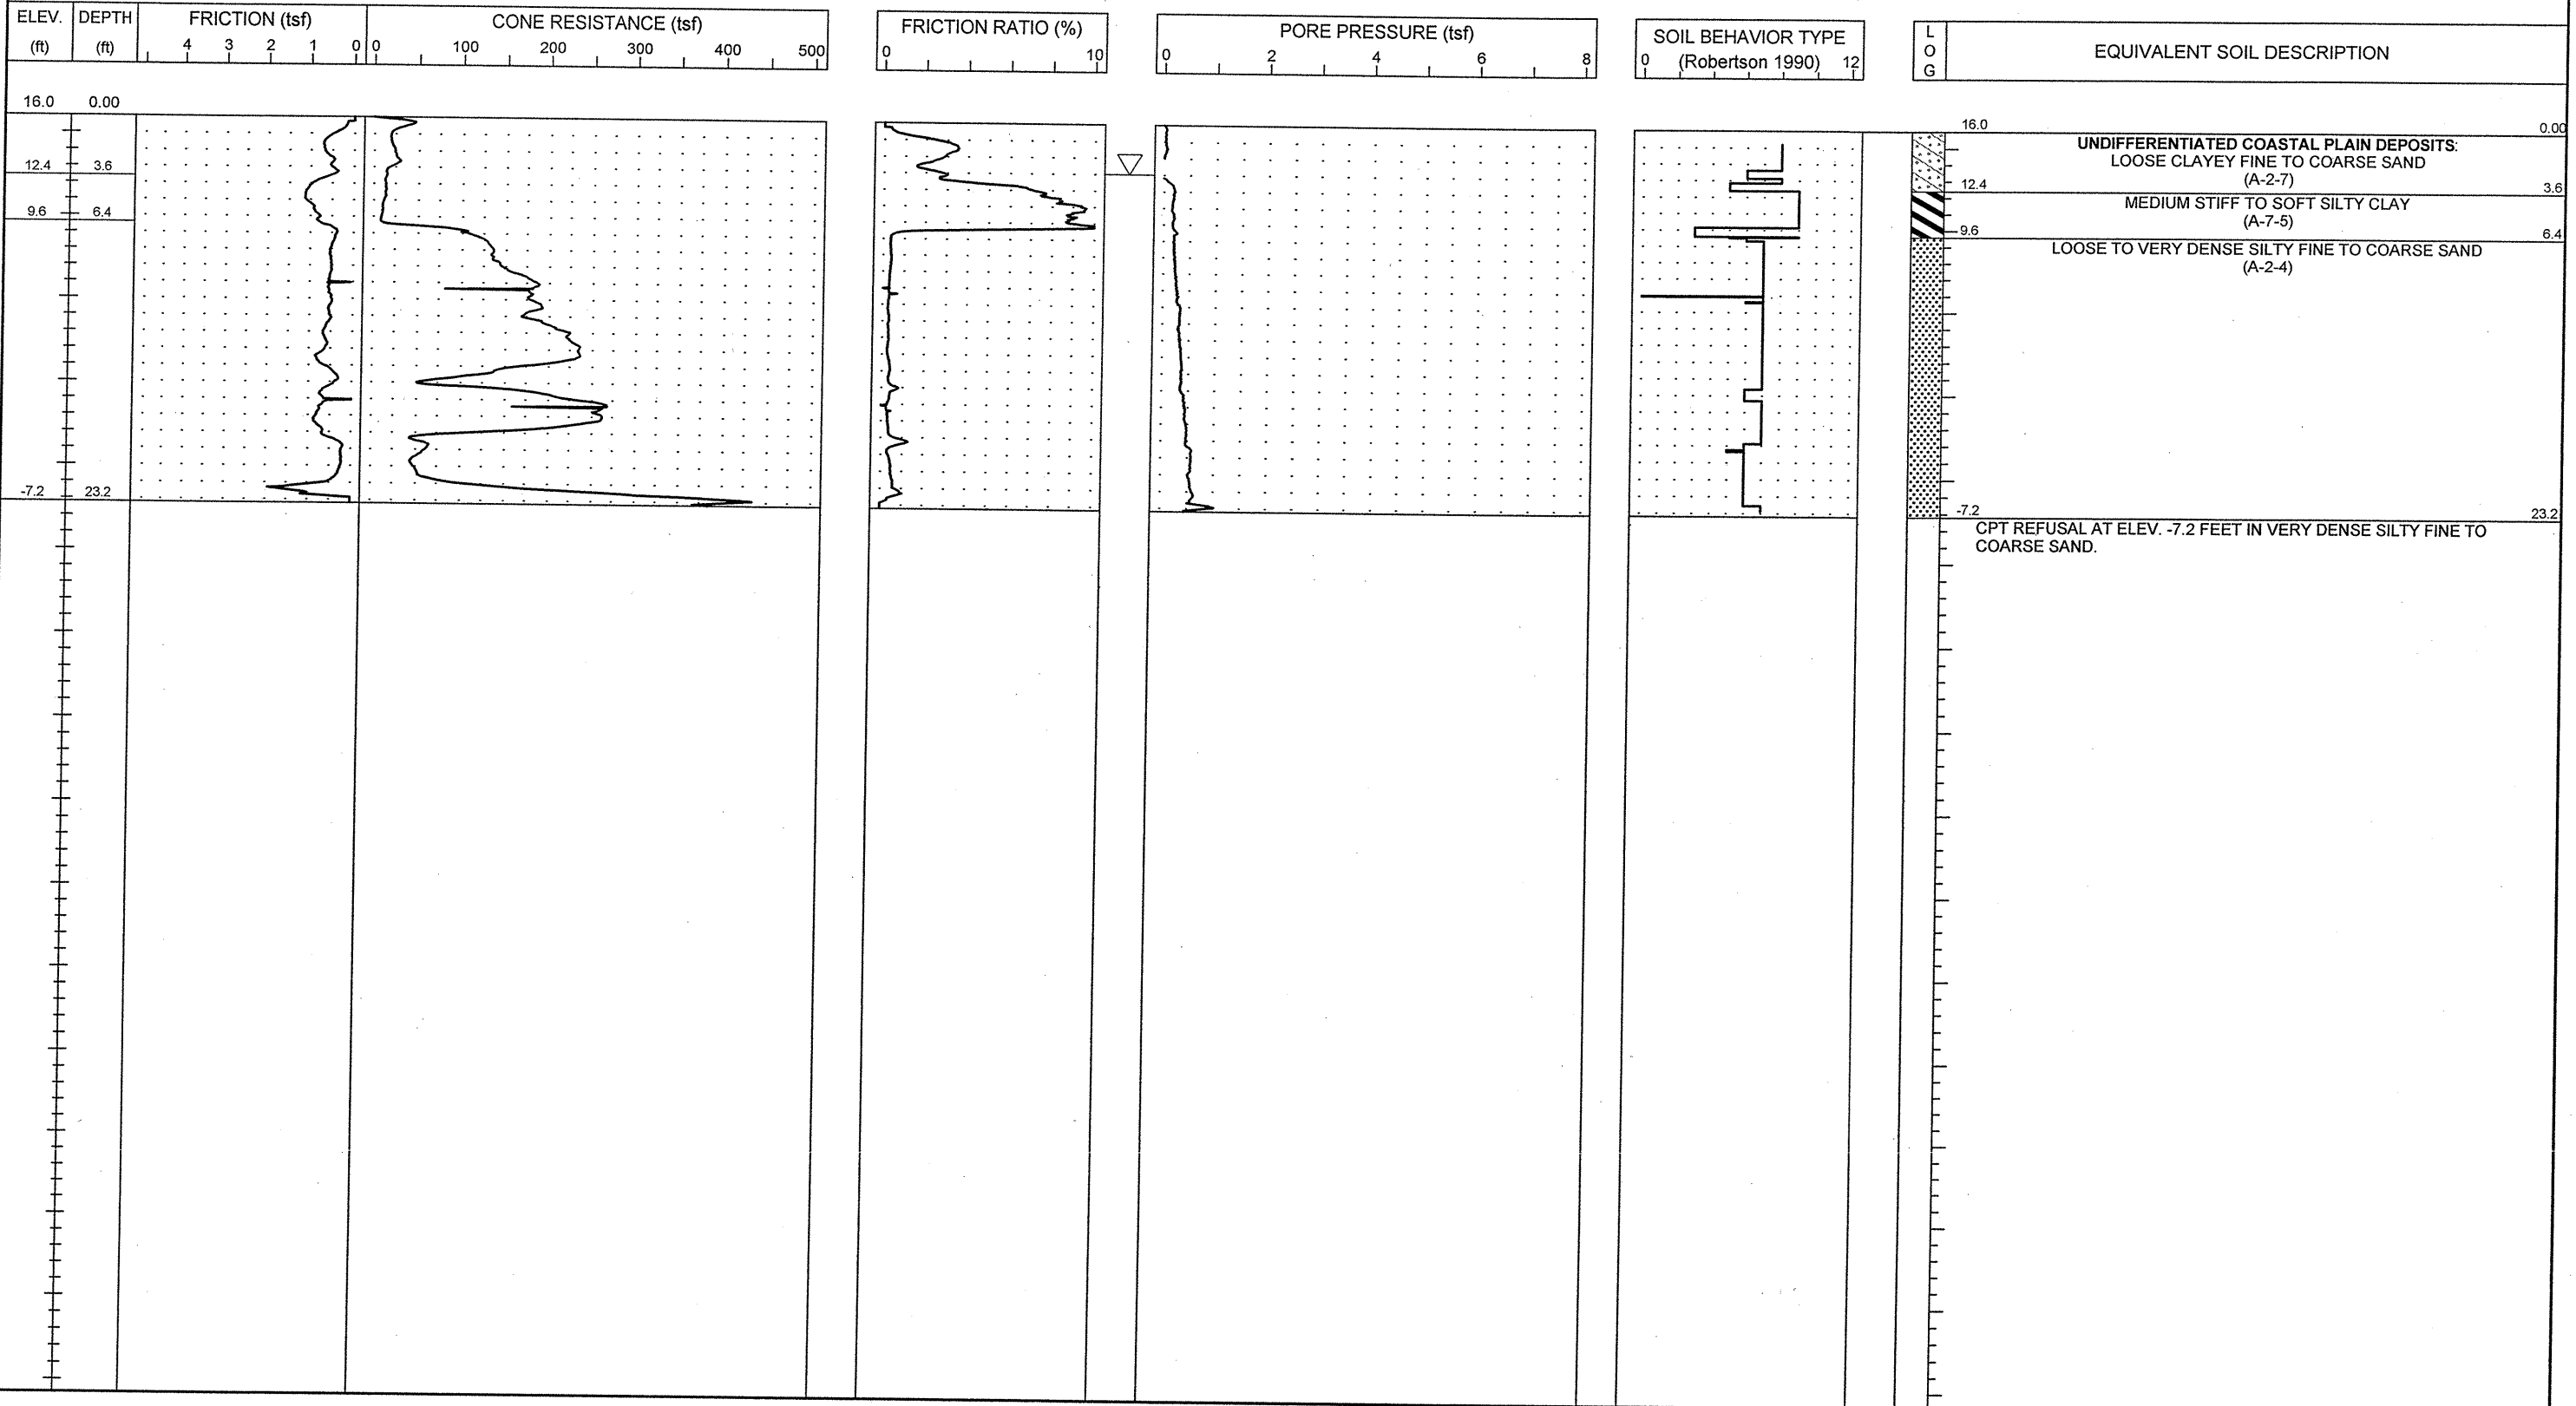 ELEV.
(ft)
DEPTH
(ft)
FRICTION (tsf)
4 3 2 1 0
CONE RESISTANCE (tsf)
0 100 200 300 400 500
FRICTION RATIO (%)
0 10
PORE PRESSURE (tsf)
0 2 4 6 8
SOIL BEHAVIOR TYPE
(Robertson 1990)
0 12
L
O
G
EQUIVALENT SOIL DESCRIPTION
16.0 0.00
12.4 3.6
9.6 6.4
-7.2 23.2
16.0 0.00
UNDIFFERENTIATED COASTAL PLAIN DEPOSITS:
LOOSE CLAYEY FINE TO COARSE SAND
(A-2-7)
12.4 3.6
MEDIUM STIFF TO SOFT SILTY CLAY
(A-7-5)
9.6 6.4
LOOSE TO VERY DENSE SILTY FINE TO COARSE SAND
(A-2-4)
-7.2 23.2
CPT REFUSAL AT ELEV. -7.2 FEET IN VERY DENSE SILTY FINE TO
COARSE SAND.